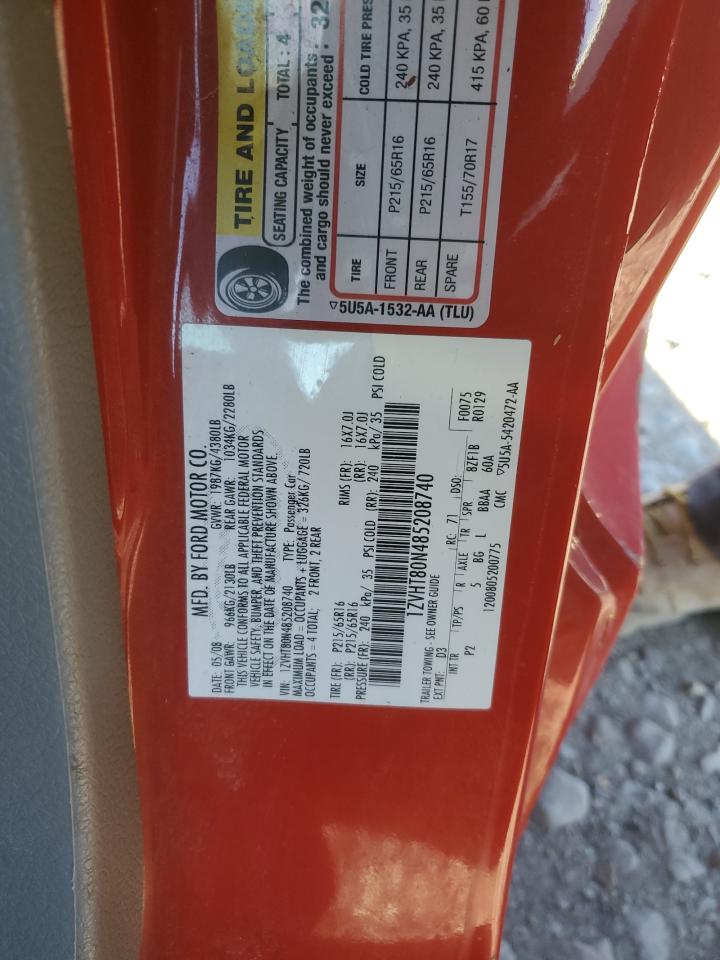 MFD. BY FORD MOTOR CO.
DATE: 05/08 GVWR: 1987KG/4380LB
FRONT GAWR: 966KG/2130LB REAR GAWR: 1034KG/2280LB
THIS VEHICLE CONFORMS TO ALL APPLICABLE FEDERAL MOTOR
VEHICLE SAFETY, BUMPER, AND THEFT PREVENTION STANDARDS
IN EFFECT ON THE DATE OF MANUFACTURE SHOWN ABOVE.
VIN: 1ZVHT80N485208740 TYPE: Passenger Car
MAXIMUM LOAD = OCCUPANTS + LUGGAGE = 326KG/720LB
OCCUPANTS = 4 TOTAL: 2 FRONT, 2 REAR
TIRE (FR): P215/65R16 RIMS (FR): 16X7.0J
(RR): P215/65R16 (RR): 16X7.0J
PRESSURE (FR): 240 kPa/ 35 PSI COLD (RR): 240 kPa/ 35 PSI COLD
1ZVHT80N485208740
TRAILER TOWING - SEE OWNER GUIDE
EXT PNT: D3 RC: 71 DSO: F0075
INT TR TP/PS R AXLE TR SPR 8ZF1B R0129
P2 5 BG L BBAA 60A
1200805200775 CMC ▽5U5A-5420472-AA
TIRE AND LOAD
SEATING CAPACITY TOTAL : 4
The combined weight of occupants
and cargo should never exceed · 32
TIRE SIZE COLD TIRE PRES
FRONT P215/65R16 240 KPA, 35
REAR P215/65R16 240 KPA, 35
SPARE T155/70R17 415 KPA, 60
▽5U5A-1532-AA (TLU)